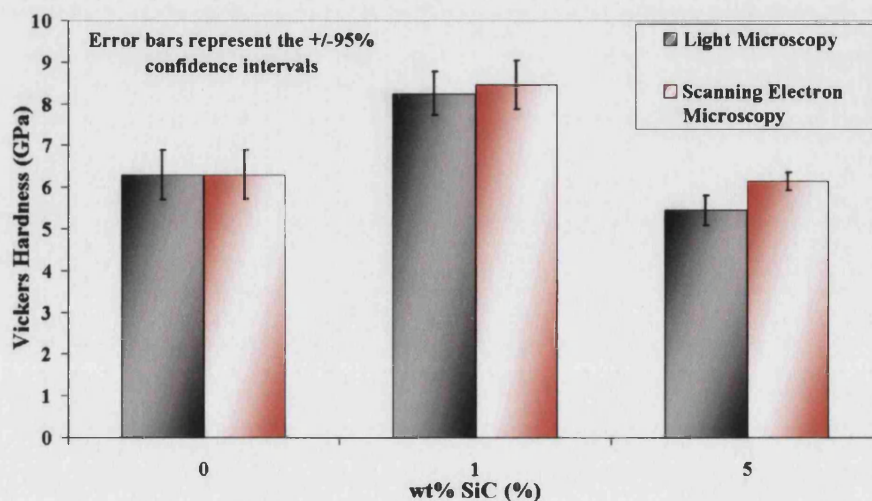 Error bars represent the +/-95%
confidence intervals
Light Microscopy
Scanning Electron
Microscopy
Vickers Hardness (GPa)
10
9
8
7
6
5
4
3
2
1
0
0 1 5
wt% SiC (%)